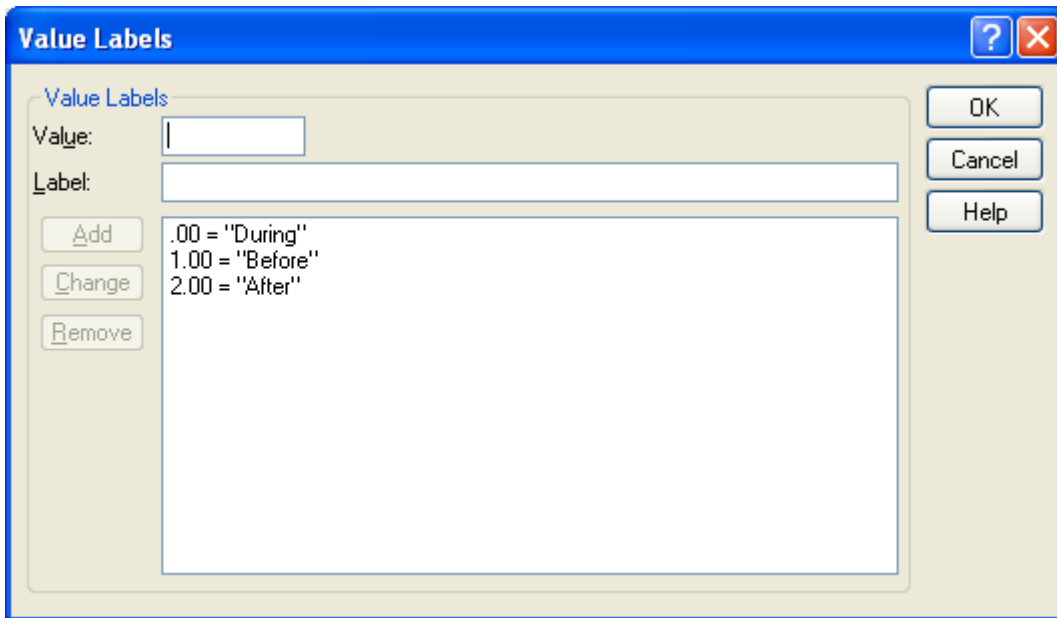 Value Labels
Value Labels
Value:
Label:
Add
Change
Remove
.00 = "During"
1.00 = "Before"
2.00 = "After"
OK
Cancel
Help